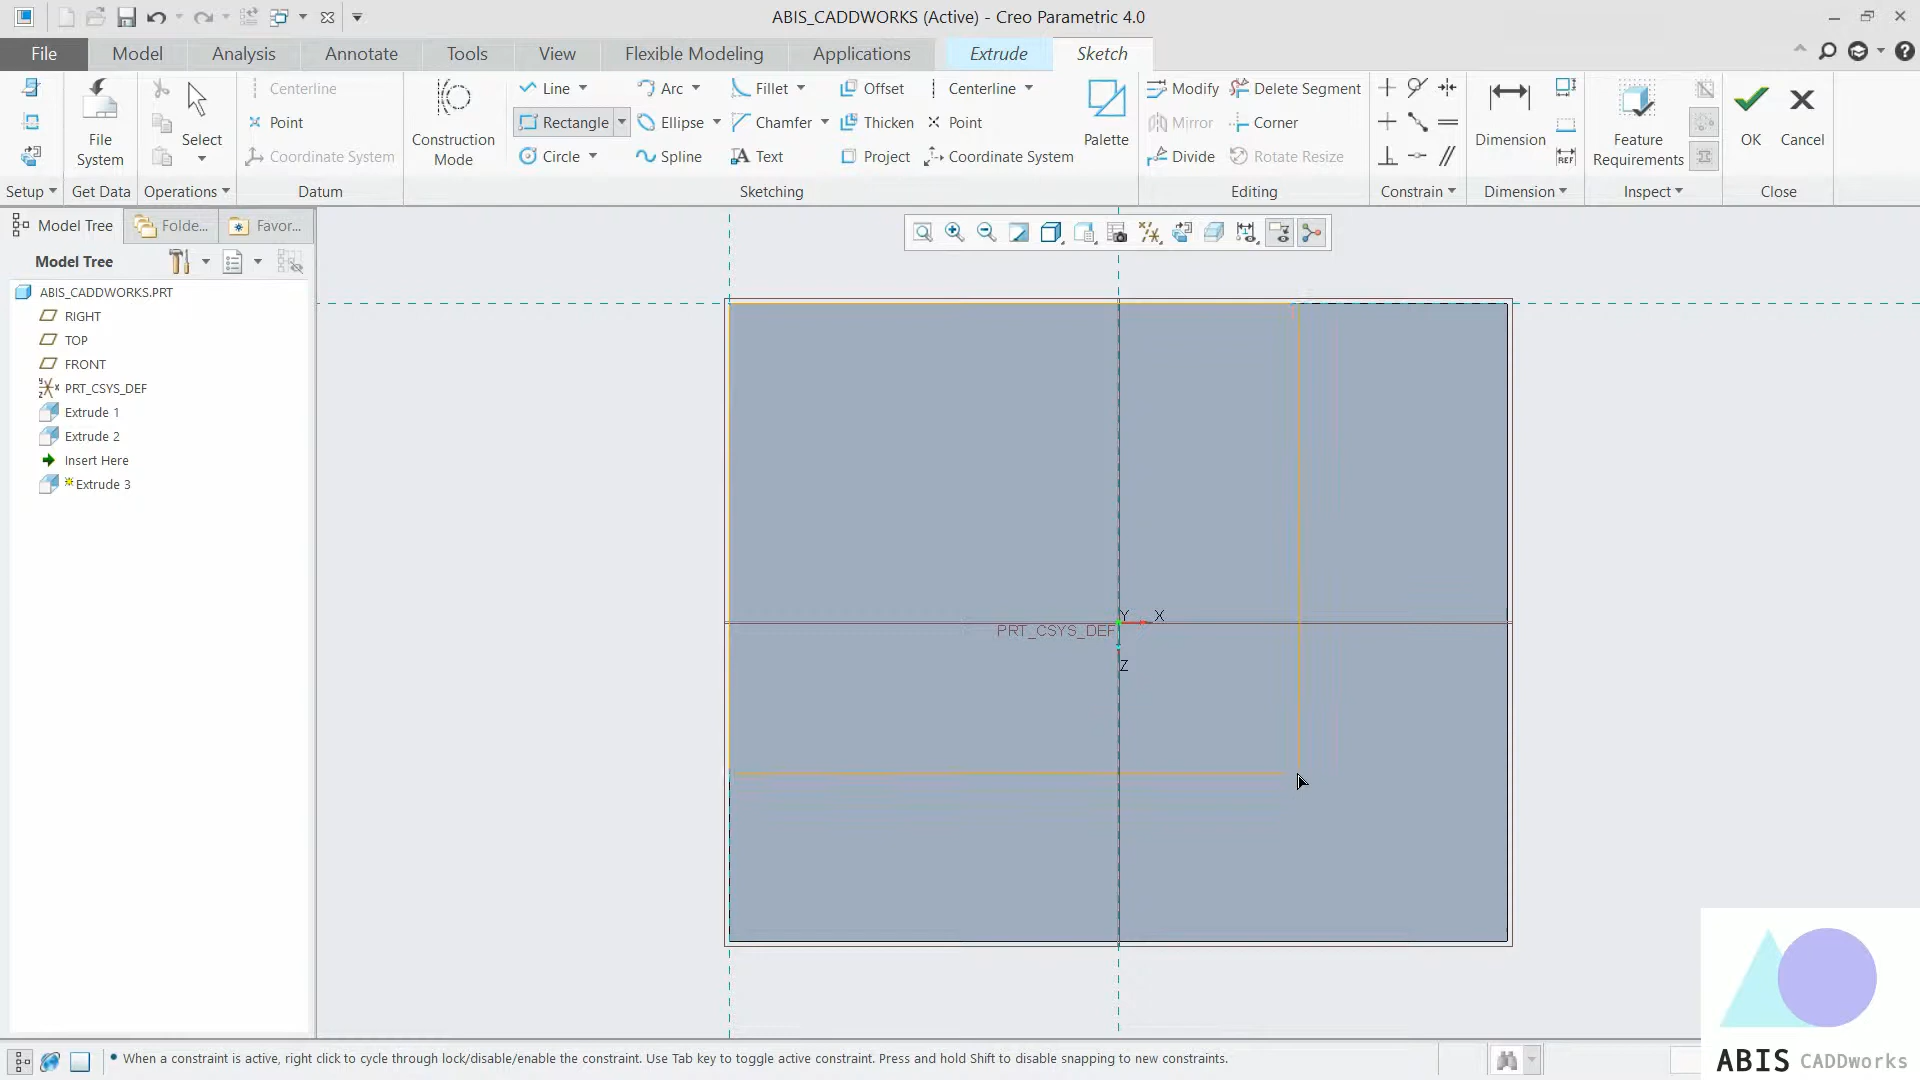 ABIS_CADDWORKS (Active) - Creo Parametric 4.0
File Model Analysis Annotate Tools View Flexible Modeling Applications Extrude Sketch
Centerline Line Arc Fillet Offset Centerline Modify Delete Segment
Point Rectangle Ellipse Chamfer Thicken Point Mirror Corner
File System Select Coordinate System Construction Mode Circle Spline Text Project Coordinate System Palette Divide Rotate Resize Dimension REF Feature Requirements OK Cancel
Setup Get Data Operations Datum Sketching Editing Constrain Dimension Inspect Close
Model Tree Folde... Favor...
Model Tree
ABIS_CADDWORKS.PRT
RIGHT
TOP
FRONT
PRT_CSYS_DEF
Extrude 1
Extrude 2
Insert Here
Extrude 3
Y X
PRT_CSYS_DEF
Z
When a constraint is active, right click to cycle through lock/disable/enable the constraint. Use Tab key to toggle active constraint. Press and hold Shift to disable snapping to new constraints.
ABIS CADDworks